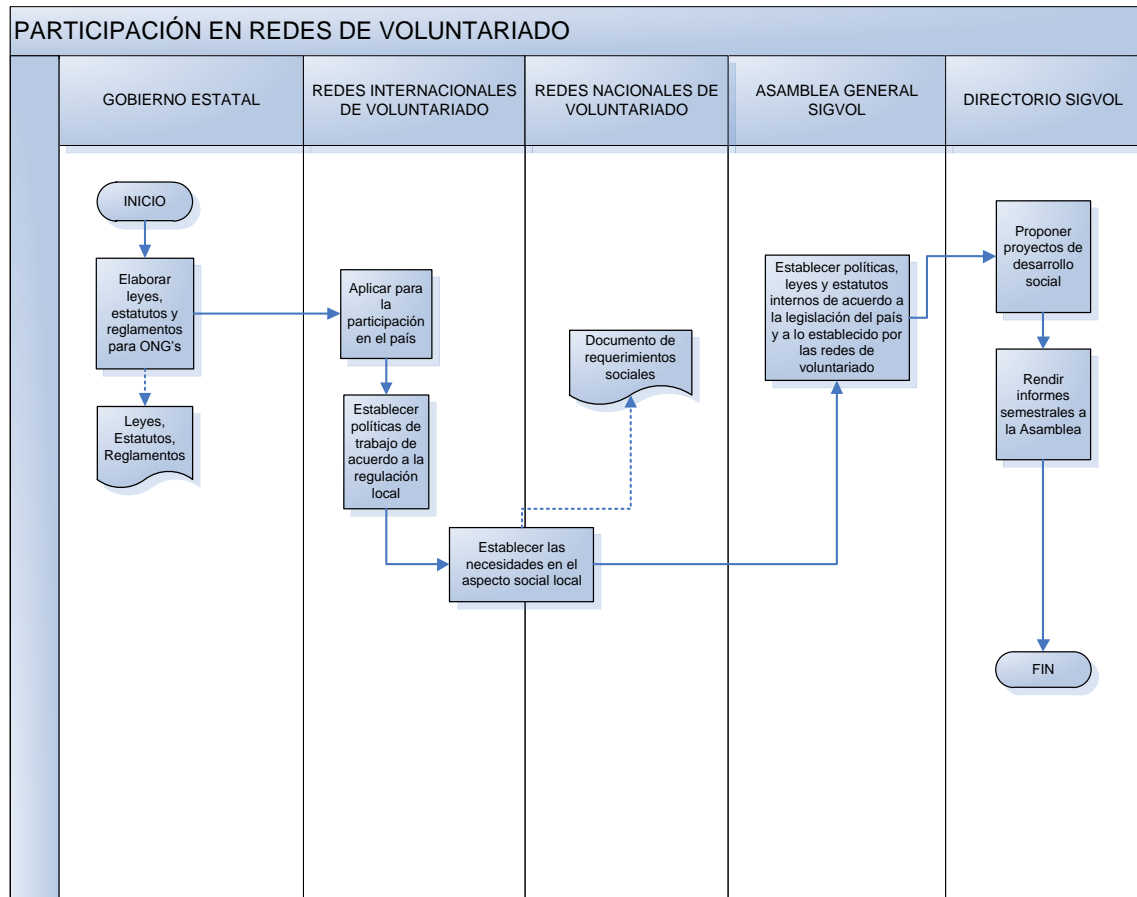 PARTICIPACIÓN EN REDES DE VOLUNTARIADO
GOBIERNO ESTATAL
REDES INTERNACIONALES
DE VOLUNTARIADO
REDES NACIONALES DE
VOLUNTARIADO
ASAMBLEA GENERAL
SIGVOL
DIRECTORIO SIGVOL
INICIO
Elaborar
leyes,
estatutos y
reglamentos
para ONG's
Leyes,
Estatutos,
Reglamentos
Aplicar para
la
participación
en el país
Establecer
políticas de
trabajo de
acuerdo a la
regulación
local
Establecer las
necesidades en el
aspecto social local
Documento de
requerimientos
sociales
Establecer políticas,
leyes y estatutos
internos de acuerdo a
la legislación del país
y a lo establecido por
las redes de
voluntariado
Proponer
proyectos de
desarrollo
social
Rendir
informes
semestrales a
la Asamblea
FIN